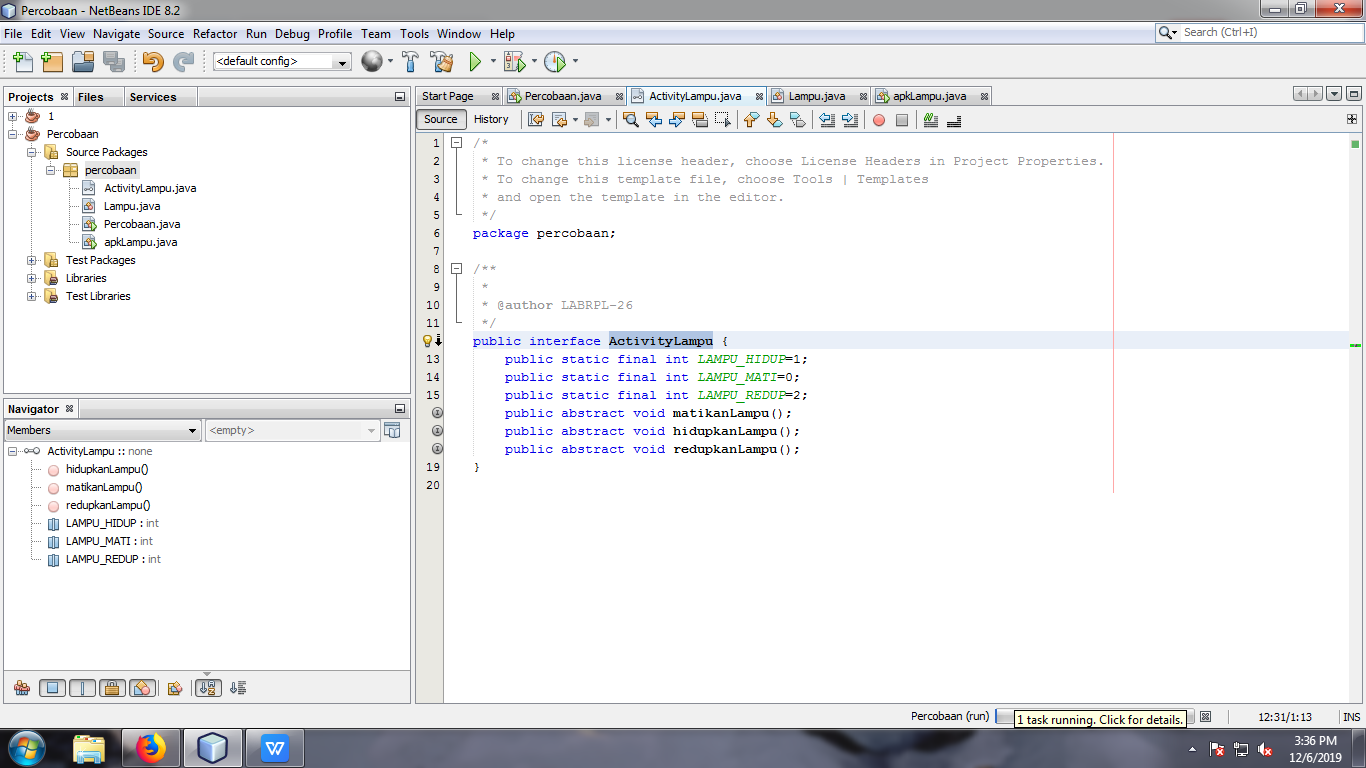 Percobaan - NetBeans IDE 8.2
File Edit View Navigate Source Refactor Run Debug Profile Team Tools Window Help
Search (Ctrl+I)
<default config>
Projects Files Services
1
Percobaan
Source Packages
percobaan
ActivityLampu.java
Lampu.java
Percobaan.java
apkLampu.java
Test Packages
Libraries
Test Libraries
Navigator
Members <empty>
ActivityLampu :: none
hidupkanLampu()
matikanLampu()
redupkanLampu()
LAMPU_HIDUP : int
LAMPU_MATI : int
LAMPU_REDUP : int
Start Page Percobaan.java ActivityLampu.java Lampu.java apkLampu.java
Source History
1 /*
2 * To change this license header, choose License Headers in Project Properties.
3 * To change this template file, choose Tools | Templates
4 * and open the template in the editor.
5 */
6 package percobaan;
7
8 /**
9 *
10 * @author LABRPL-26
11 */
public interface ActivityLampu {
13 public static final int LAMPU_HIDUP=1;
14 public static final int LAMPU_MATI=0;
15 public static final int LAMPU_REDUP=2;
public abstract void matikanLampu();
public abstract void hidupkanLampu();
public abstract void redupkanLampu();
19 }
20
Percobaan (run) 1 task running. Click for details. 12:31/1:13 INS
3:36 PM
12/6/2019